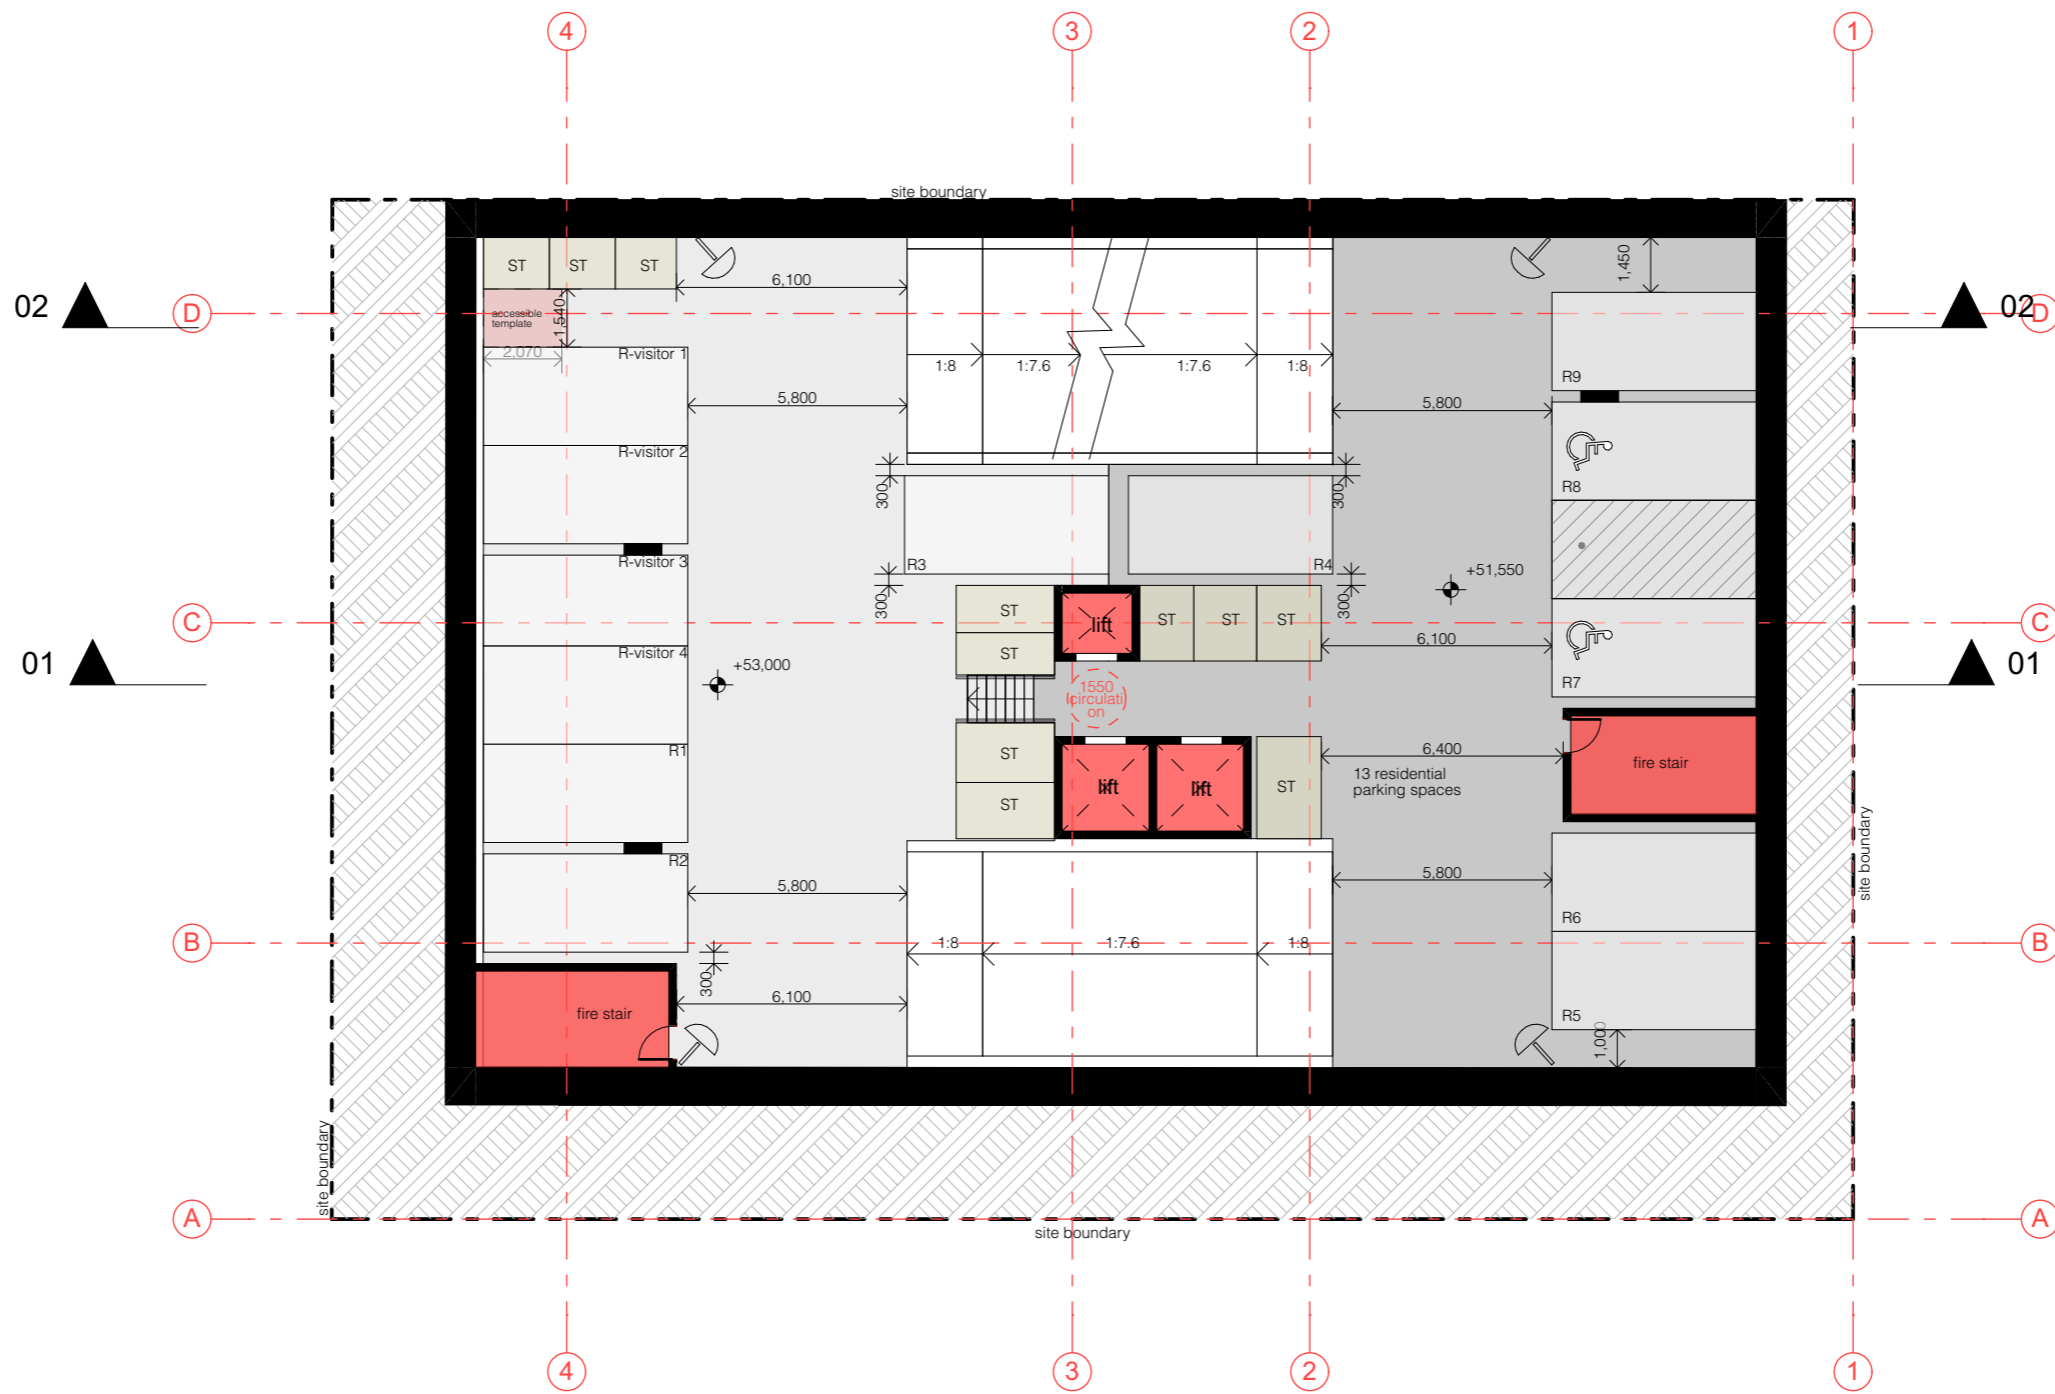 4 3 2 1
site boundary
ST ST ST
6,100
1,450
02 D
02 D
accessible
template
1,540
2,070
R-visitor 1
1:8 1:7.6 1:7.6 1:8
R9
5,800
5,800
R-visitor 2
300
300
R8
R-visitor 3
R3
R4
+51,550
300
300
ST
lift
ST ST ST
C
C
R-visitor 4
ST
6,100
01
+53,000
01
1550
circulati
on
R7
R1
ST
6,400
fire stair
13 residential
parking spaces
lift
lift
ST
ST
site boundary
R2
5,800
5,800
R6
B
1:8 1:7.6 1:8
B
300
6,100
fire stair
R5
1,000
site boundary
A
A
site boundary
4 3 2 1